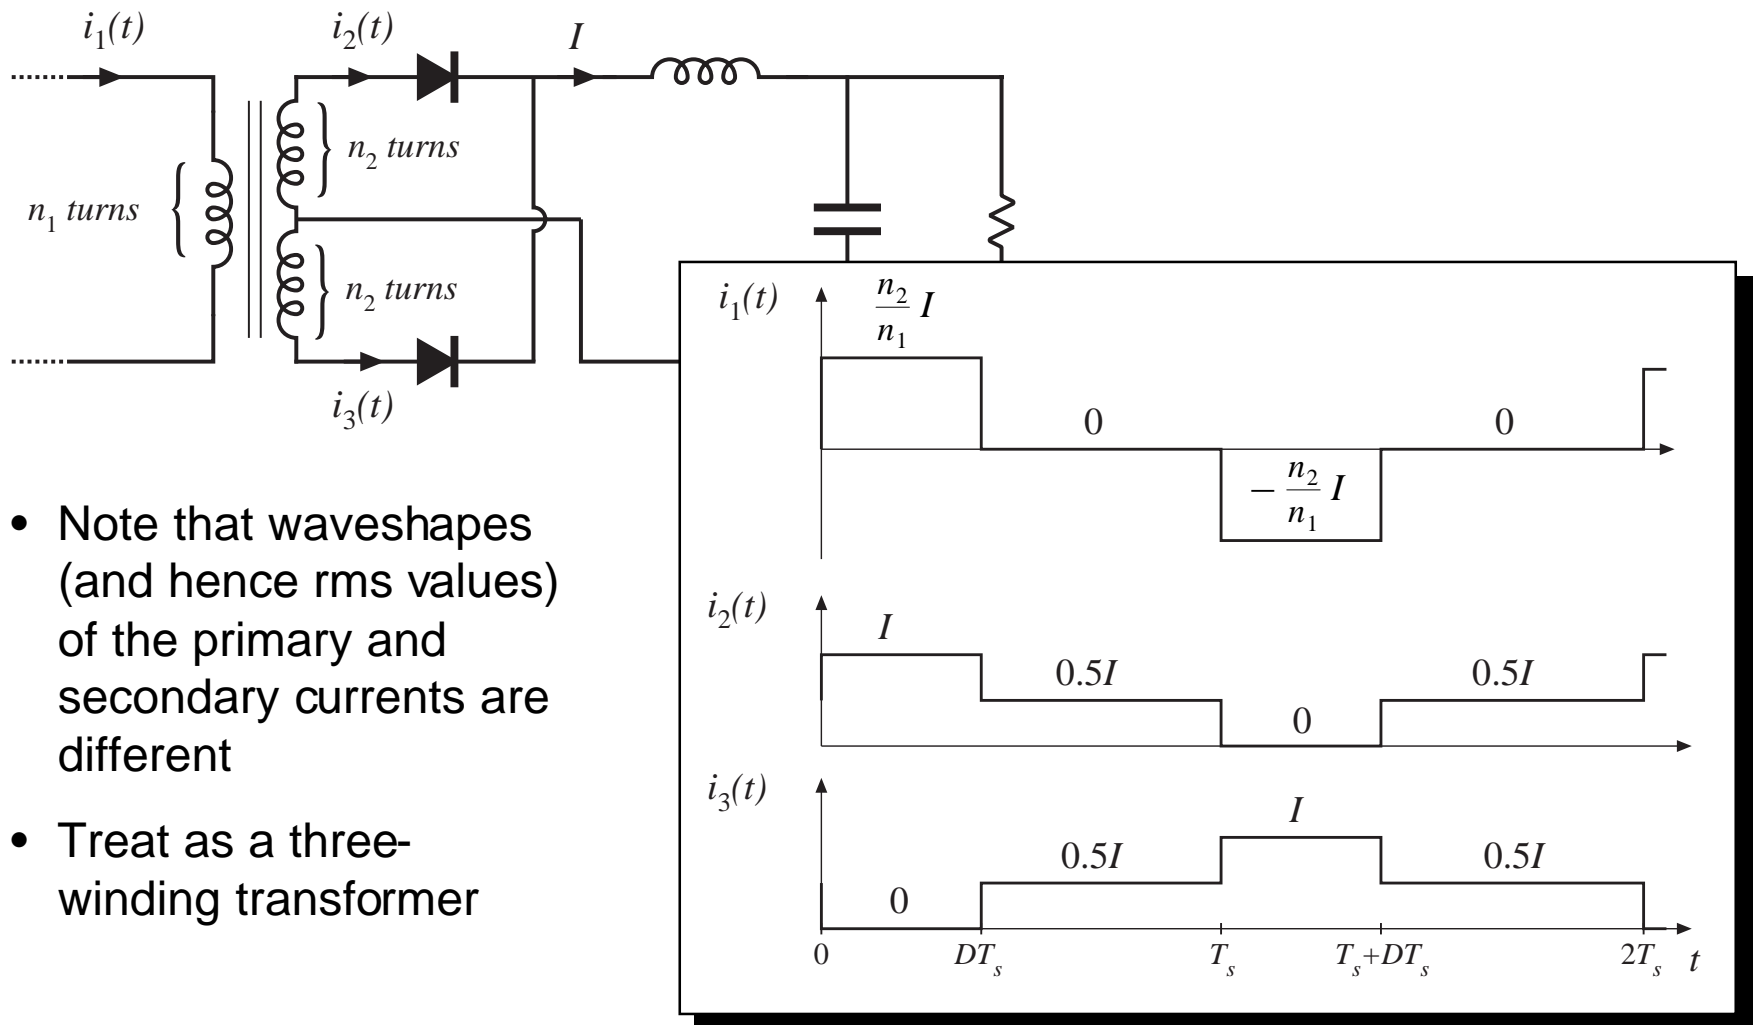 i₁(t)
i₂(t)
I
n₂ turns
n₁ turns
n₂ turns
i₃(t)
i₁(t)
n₂
n₁
I
0
0
– n₂
n₁
I
i₂(t)
I
0.5I
0.5I
0
i₃(t)
I
0.5I
0.5I
0
0 DTₛ Tₛ Tₛ+DTₛ 2Tₛ t
• Note that waveshapes
(and hence rms values)
of the primary and
secondary currents are
different
• Treat as a three-
winding transformer